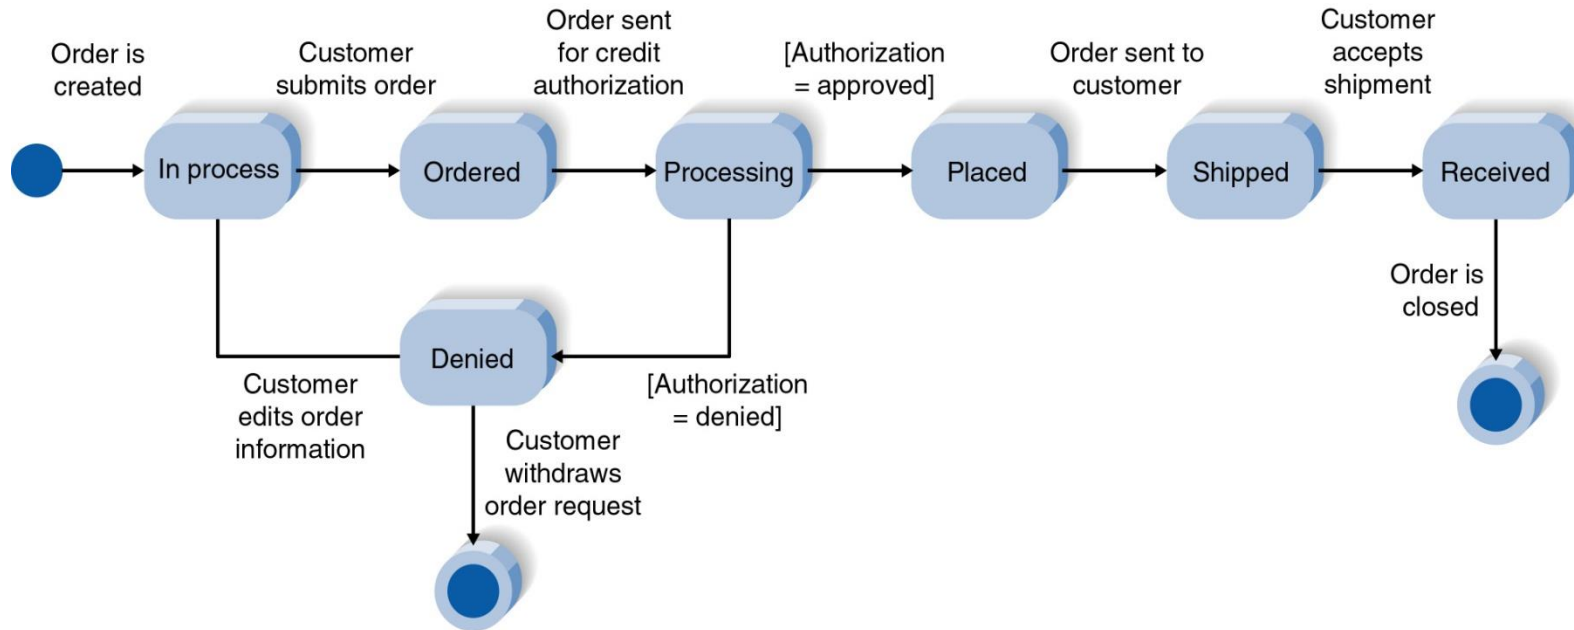 Order is
created
Customer
submits order
Order sent
for credit
authorization
[Authorization
= approved]
Order sent to
customer
Customer
accepts
shipment
In process
Ordered
Processing
Placed
Shipped
Received
Order is
closed
Denied
Customer
edits order
information
[Authorization
= denied]
Customer
withdraws
order request